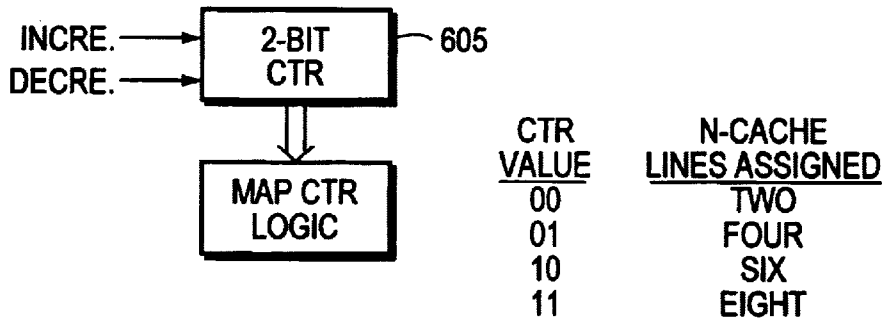 INCRE.
DECRE.
2-BIT
CTR
605
MAP CTR
LOGIC
CTR
VALUE
N-CACHE
LINES ASSIGNED
00 TWO
01 FOUR
10 SIX
11 EIGHT